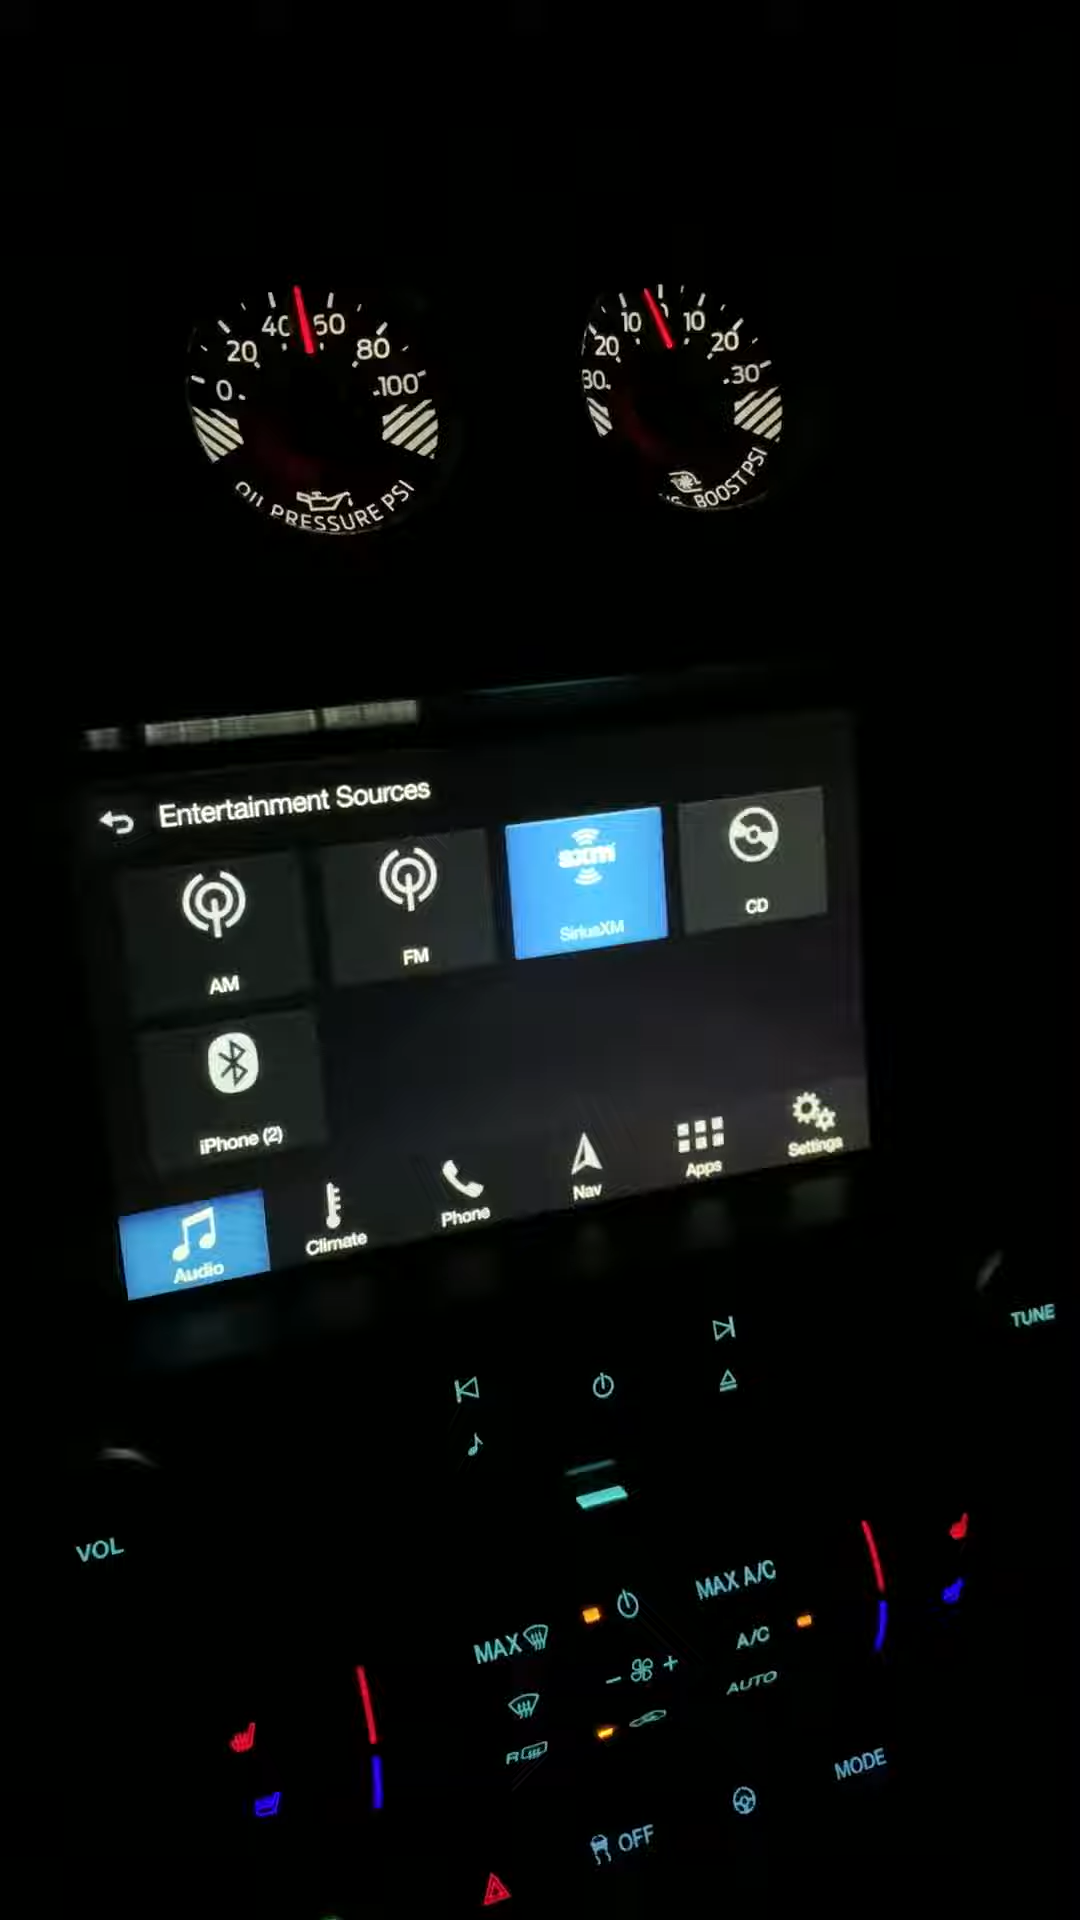 0 20 40 50 80 100
OIL PRESSURE PSI
30 20 10 0 10 20 30
BOOST PSI
Entertainment Sources
AM
FM
sxm
SiriusXM
CD
iPhone (2)
Audio
Climate
Phone
Nav
Apps
Settings
TUNE
VOL
MAX
MAX A/C
A/C
- +
AUTO
R
MODE
OFF